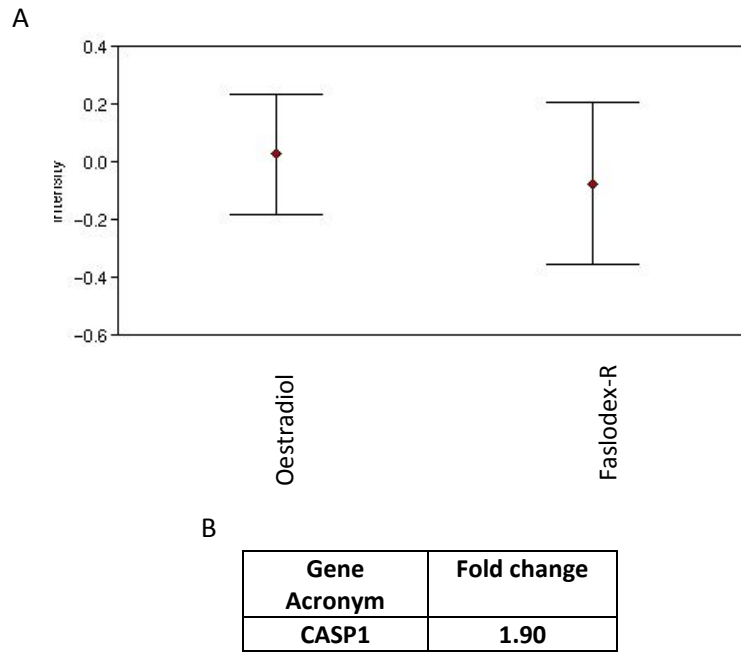 A
0.4
0.2
0.0
−0.2
−0.4
−0.6
Oestradiol
Faslodex-R
B
Gene Fold change
Acronym
CASP1 1.90